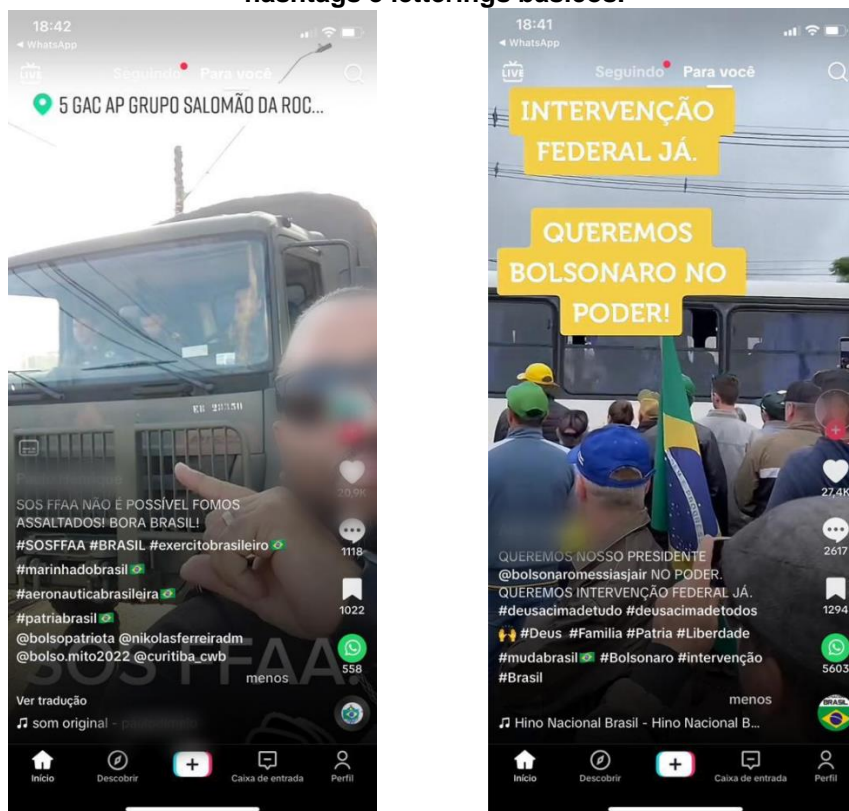 hashtags e letterings básicos.
18:42
WhatsApp
LIVE
Seguindo
Para você
5 GAC AP GRUPO SALOMÃO DA ROC...
EB
SOS FFAA NÃO É POSSÍVEL FOMOS
ASSALTADOS! BORA BRASIL!
#SOSFFAA #BRASIL #exercitobrasileiro
#marinhadobrasil
#aeronauticabrasileira
#patriabrasil
@bolsopatriota @nikolasferreiradm
@bolso.mito2022 @curitiba_cwb
menos
SOS FFAA!
Ver tradução
som original -
20,9K
1118
1022
558
Início
Descobrir
Caixa de entrada
Perfil
18:41
WhatsApp
LIVE
Seguindo
Para você
INTERVENÇÃO
FEDERAL JÁ.
QUEREMOS
BOLSONARO NO
PODER!
QUEREMOS NOSSO PRESIDENTE
@bolsonaromessiasjair NO PODER.
QUEREMOS INTERVENÇÃO FEDERAL JÁ.
#deusacimadetudo #deusacimadetodos
#Deus #Familia #Patria #Liberdade
#mudabrasil #Bolsonaro #intervenção
#Brasil
menos
Hino Nacional Brasil - Hino Nacional B...
27,4K
2617
1294
5603
BRASIL
Início
Descobrir
Caixa de entrada
Perfil